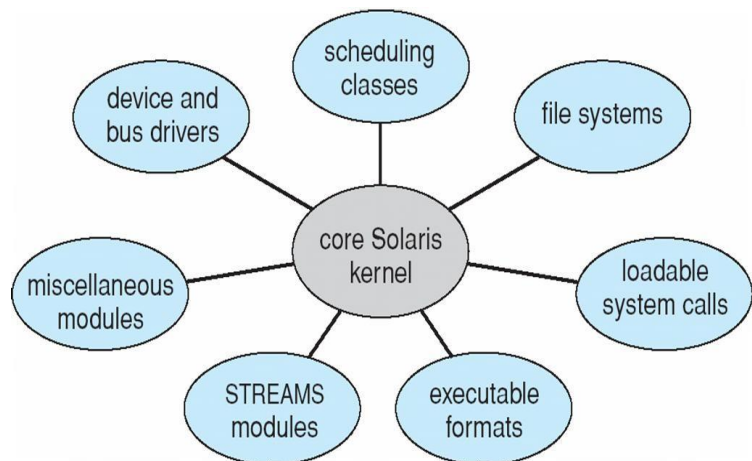 scheduling
classes
device and
bus drivers
file systems
core Solaris
kernel
miscellaneous
modules
loadable
system calls
STREAMS
modules
executable
formats